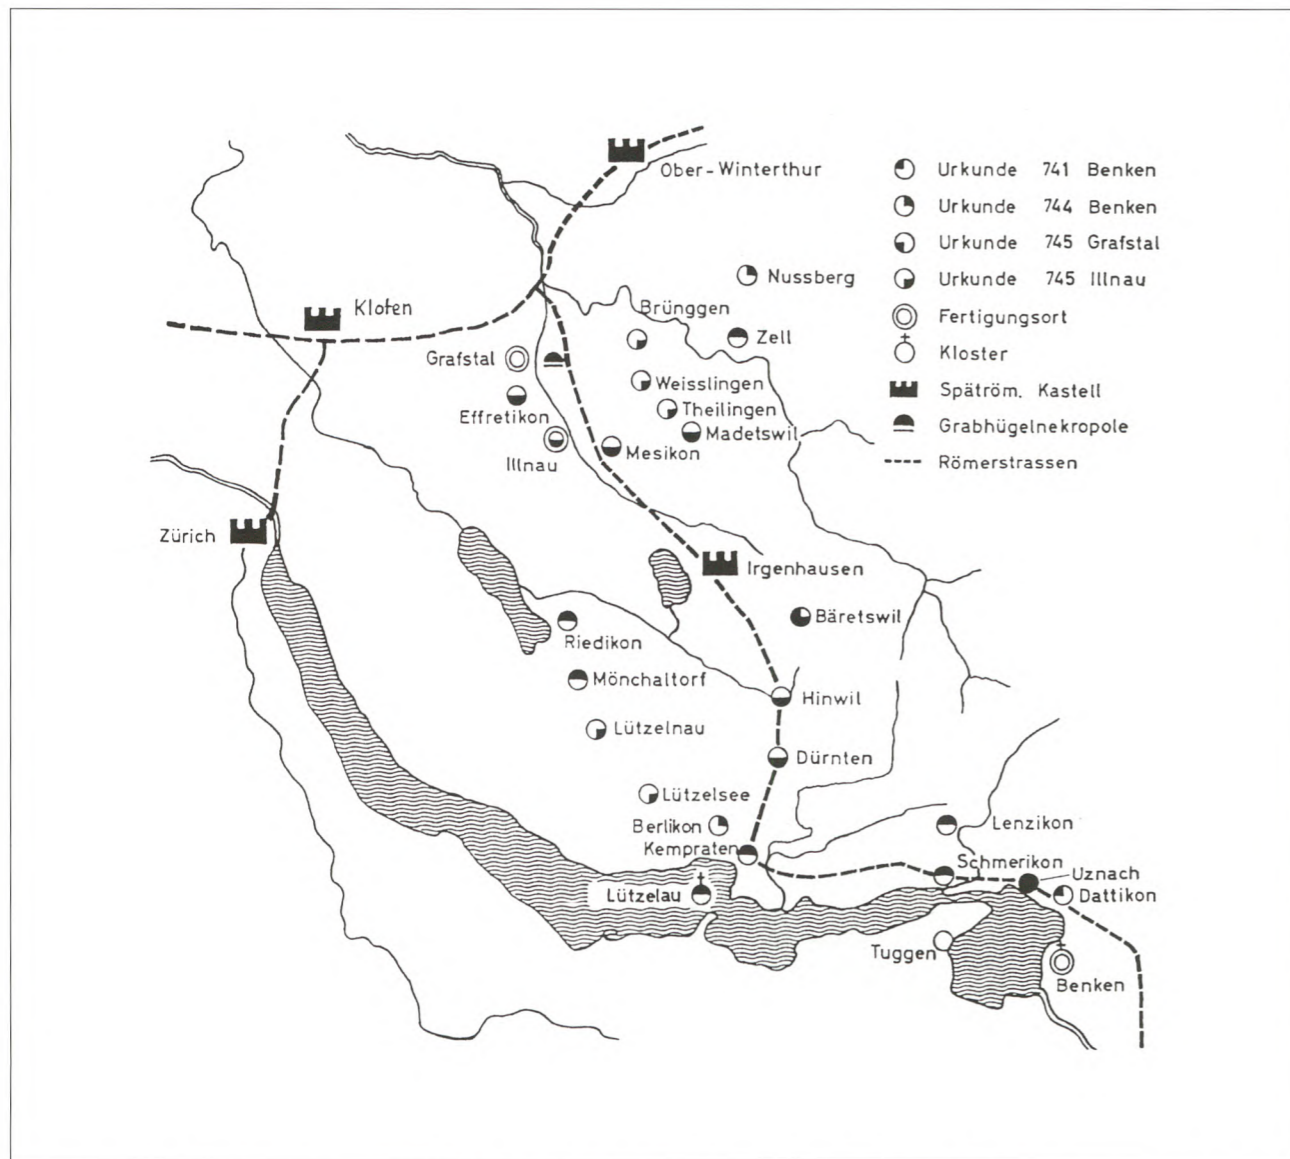 Ober-Winterthur
Kloten
Grafstal
Effretikon
Illnau
Zürich
Nussberg
Brünggen
Zell
Weisslingen
Theilingen
Madetswil
Mesikon
Irgenhausen
Bäretswil
Riedikon
Mönchaltorf
Hinwil
Lützelnau
Dürnten
Lützelsee
Berlikon
Kempraten
Lenzikon
Schmerikon
Uznach
Lützelau
Dattikon
Tuggen
Benken
Urkunde 741 Benken
Urkunde 744 Benken
Urkunde 745 Grafstal
Urkunde 745 Illnau
Fertigungsort
Kloster
Spätröm. Kastell
Grabhügelnekropole
Römerstrassen